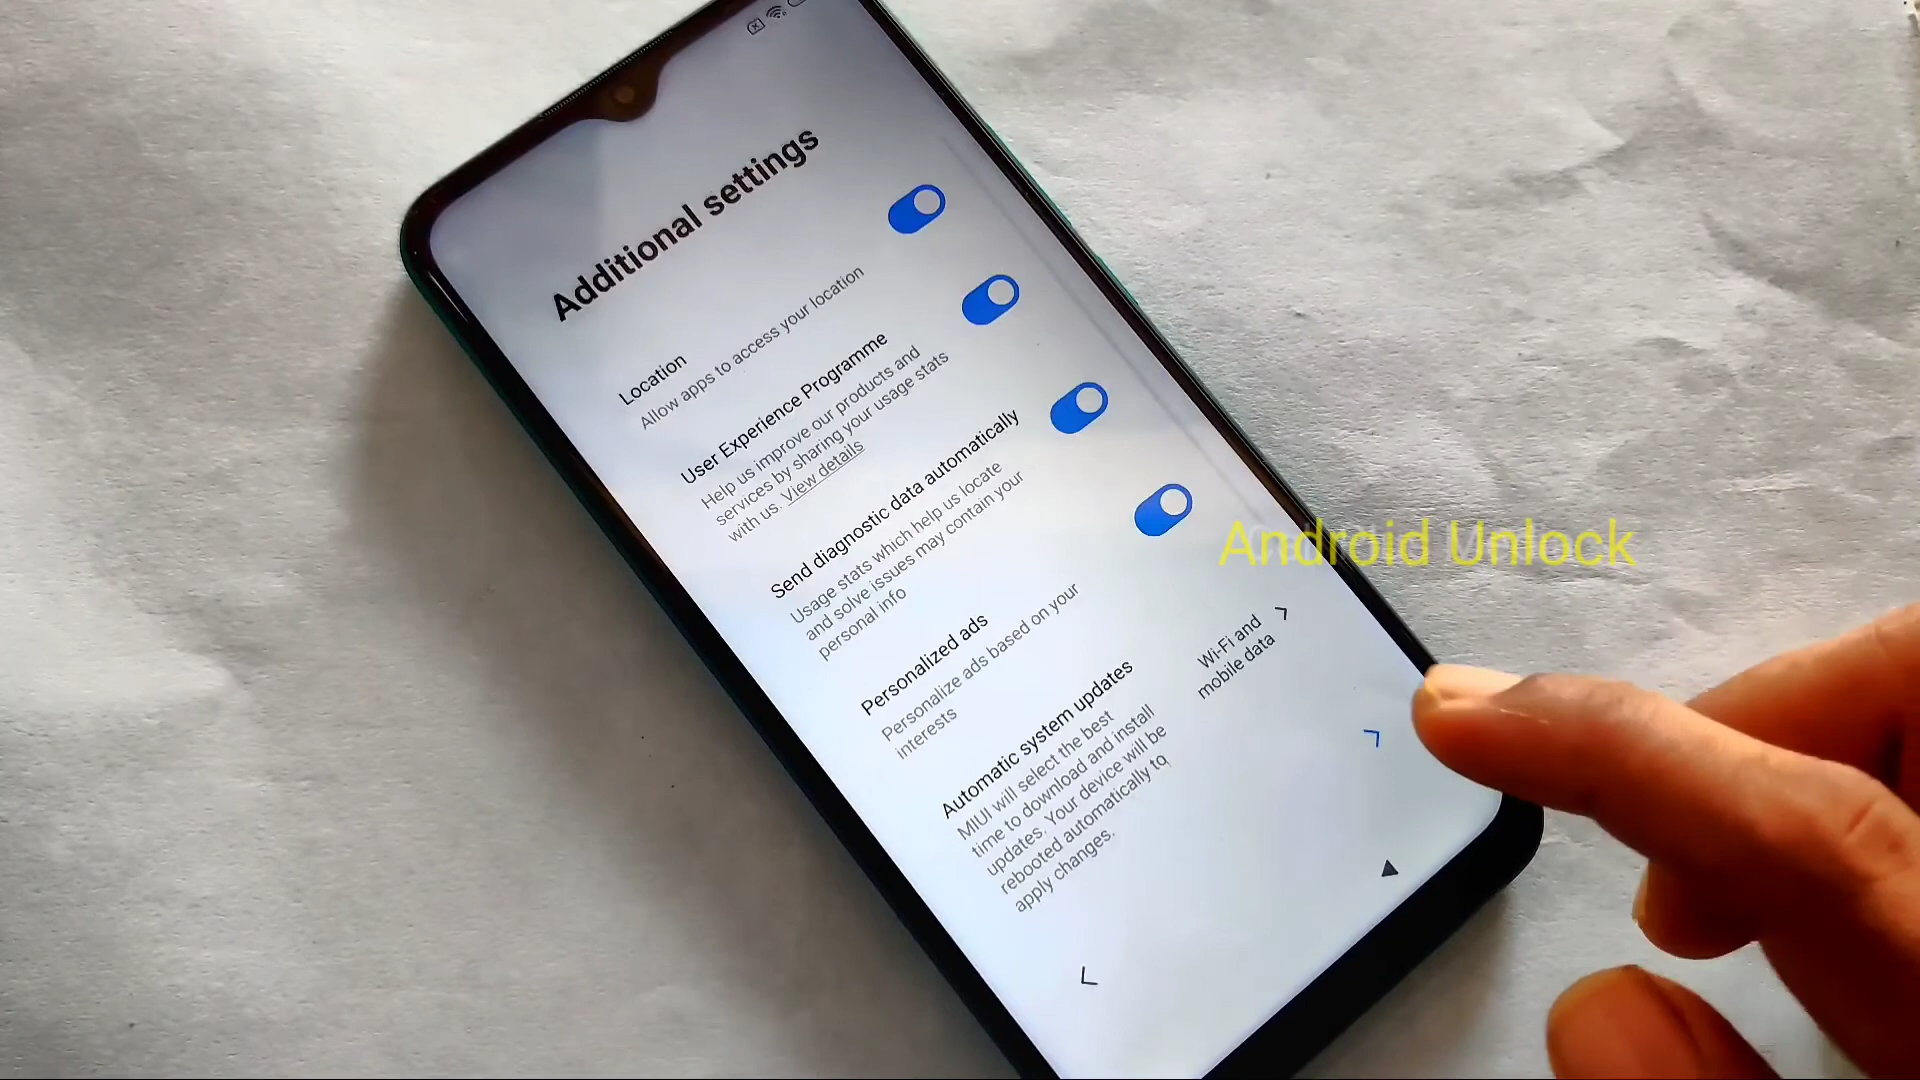 Additional settings
Location
Allow apps to access your location
User Experience Programme
Help us improve our products and
services by sharing your usage stats
with us. View details
Send diagnostic data automatically
Usage stats which help us locate
and solve issues may contain your
personal info
Personalized ads
Personalize ads based on your
interests
Automatic system updates
MIUI will select the best
time to download and install
updates. Your device will be
rebooted automatically to
apply changes.
Wi-Fi and
mobile data
Android Unlock